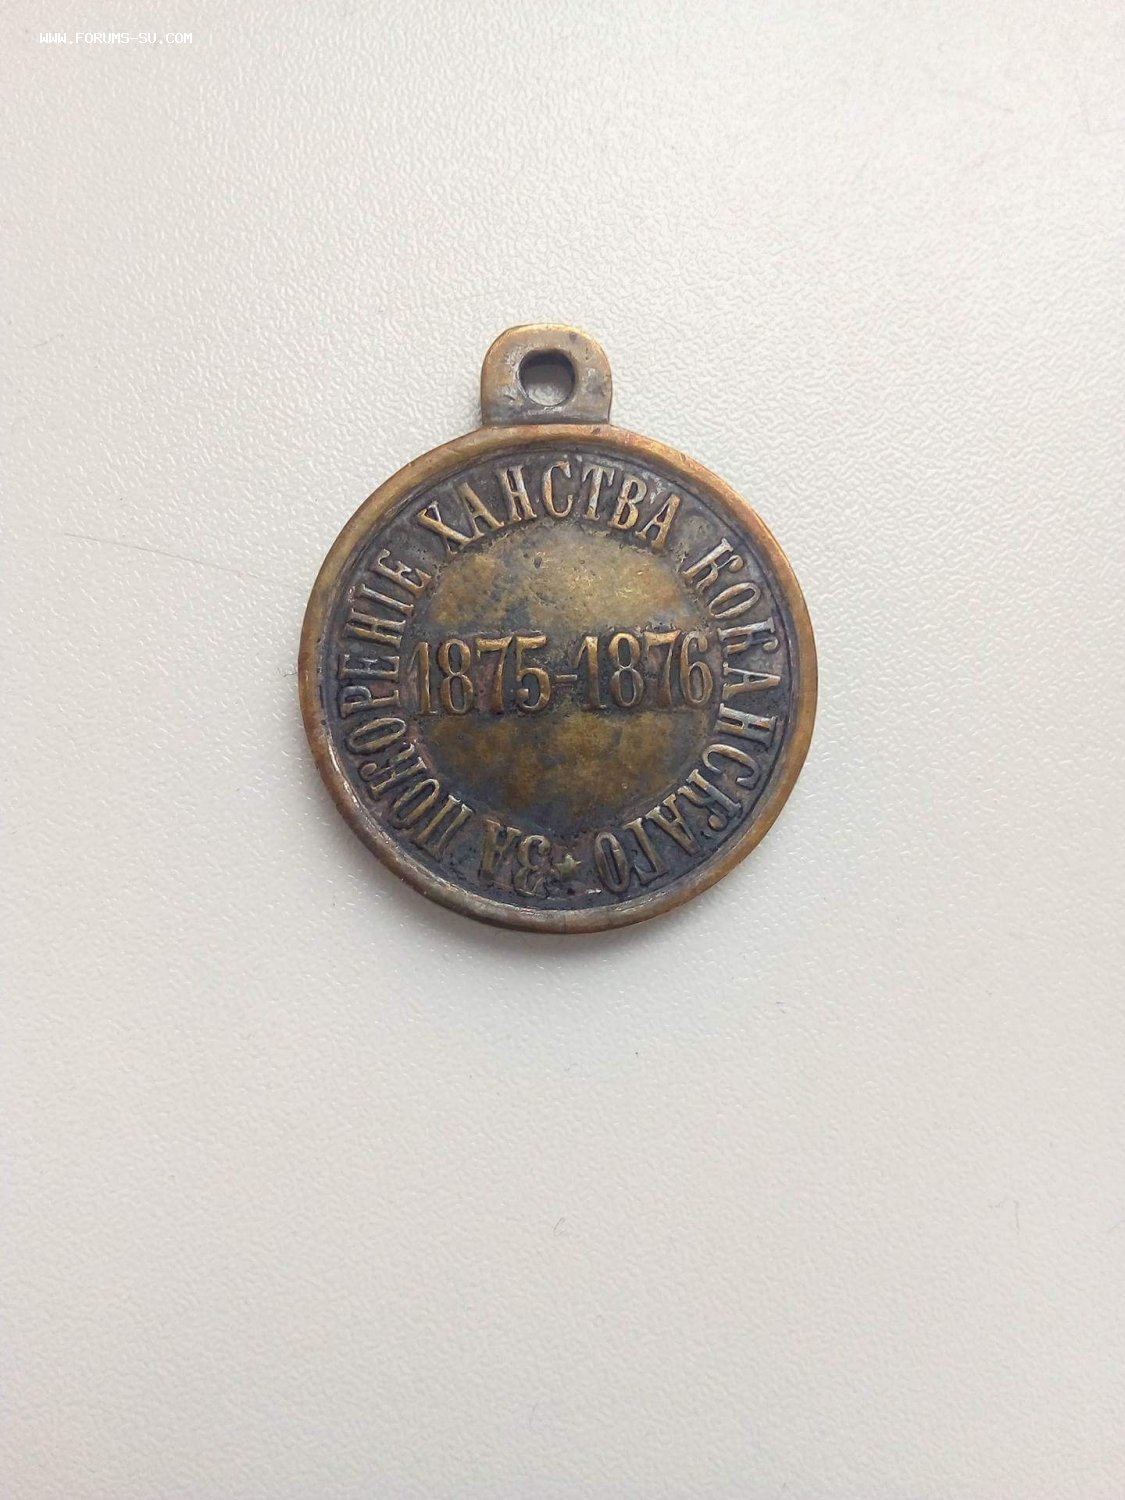 WWW.FORUMS-SU.COM
ЗА ПОКОРЕНІЕ ХАНСТВА КОКАНСКАГО
1875-1876